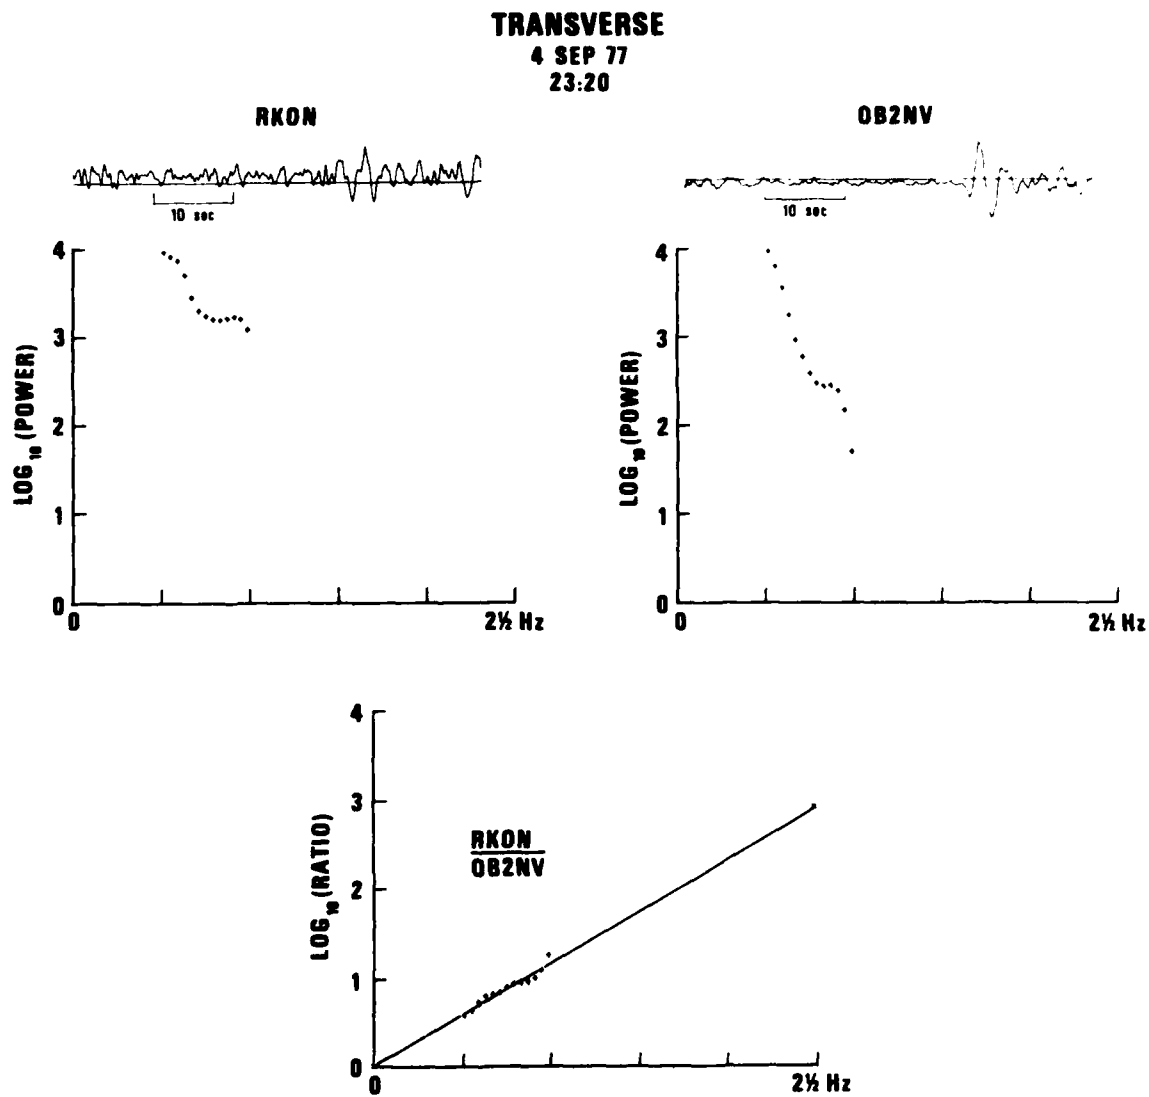 TRANSVERSE
4 SEP 77
23:20
RKON
OB2NV
10 sec
10 sec
4
3
2
1
0
LOG10(POWER)
0
2½ Hz
4
3
2
1
0
LOG10(POWER)
0
2½ Hz
4
3
2
1
0
LOG10(RATIO)
RKON
OB2NV
0
2½ Hz